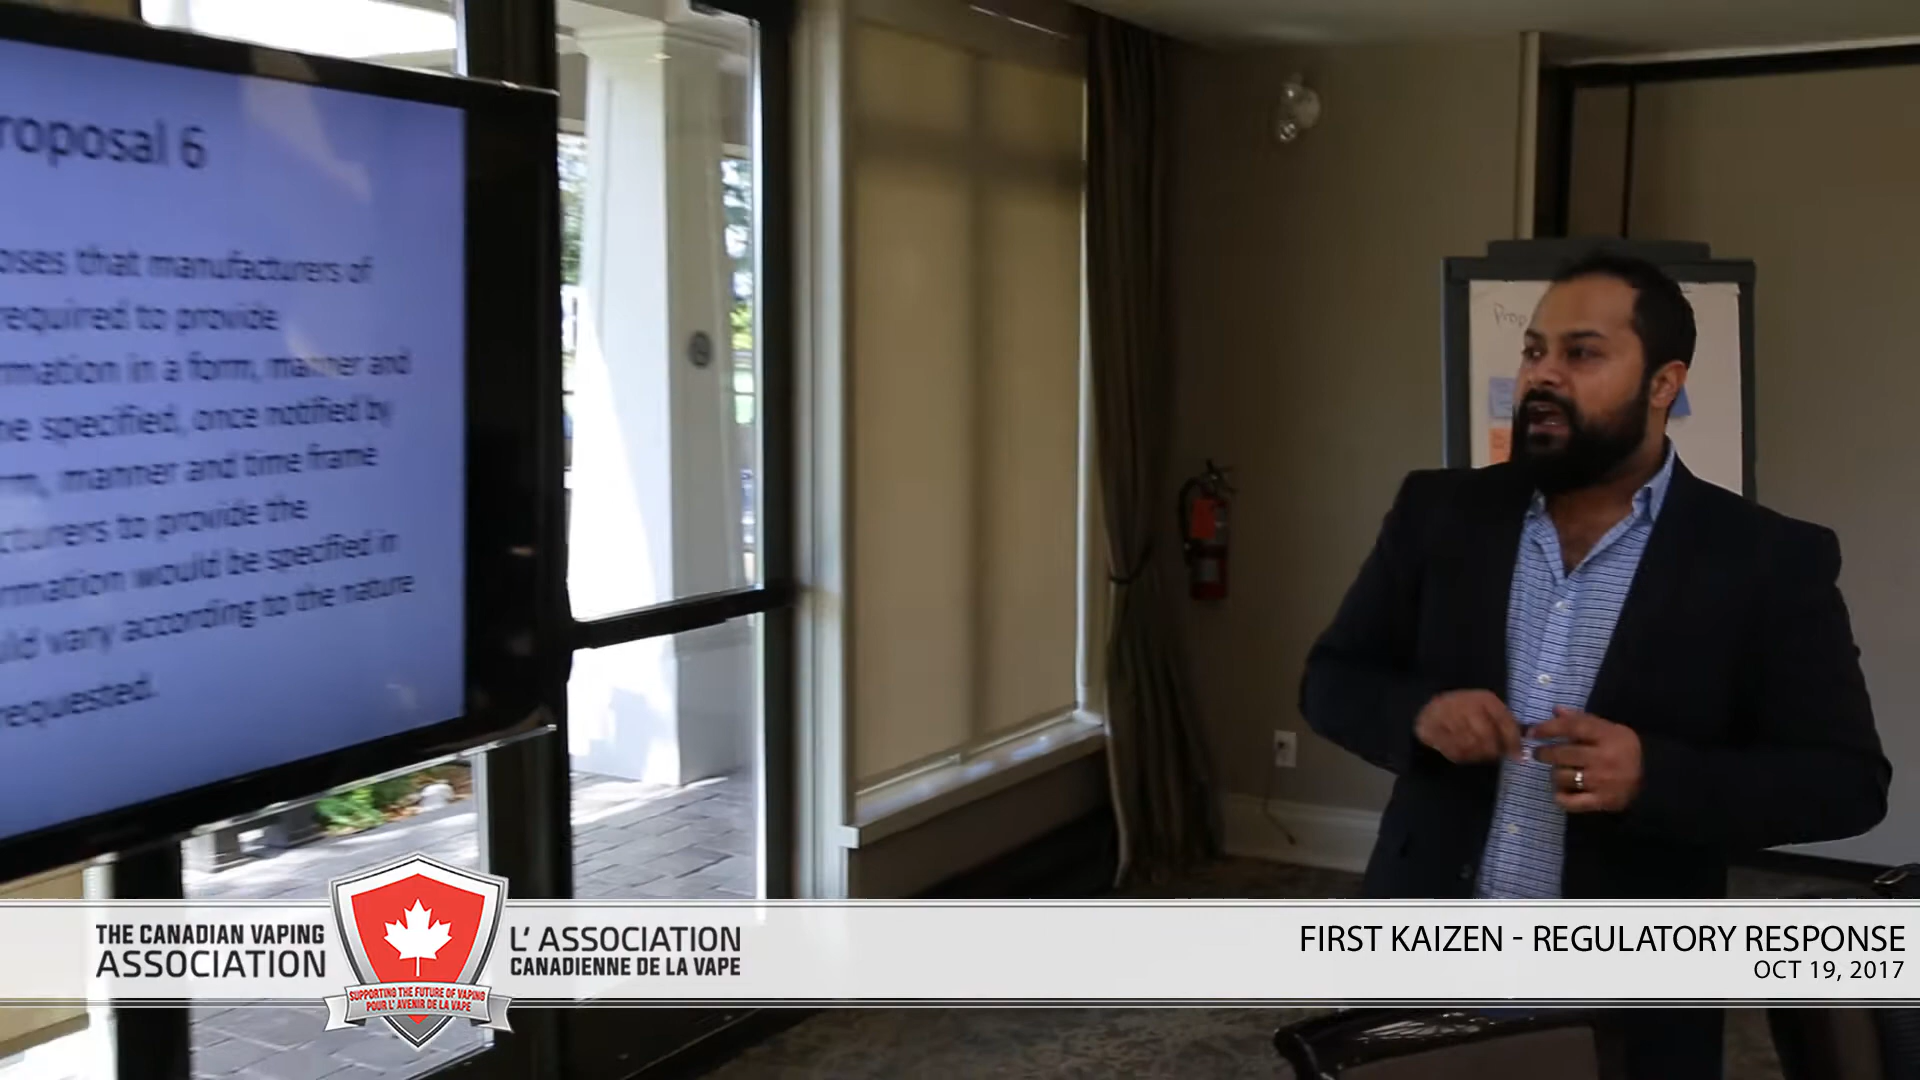 roposal 6
oses that manufacturers of
required to provide
rmation in a form, manner and
me specified, once notified by
rm, manner and time frame
cturers to provide the
rmation would be specified in
uld vary according to the nature
requested.
Prop
THE CANADIAN VAPING
ASSOCIATION
L' ASSOCIATION
CANADIENNE DE LA VAPE
SUPPORTING THE FUTURE OF VAPING
POUR L' AVENIR DE LA VAPE
FIRST KAIZEN - REGULATORY RESPONSE
OCT 19, 2017